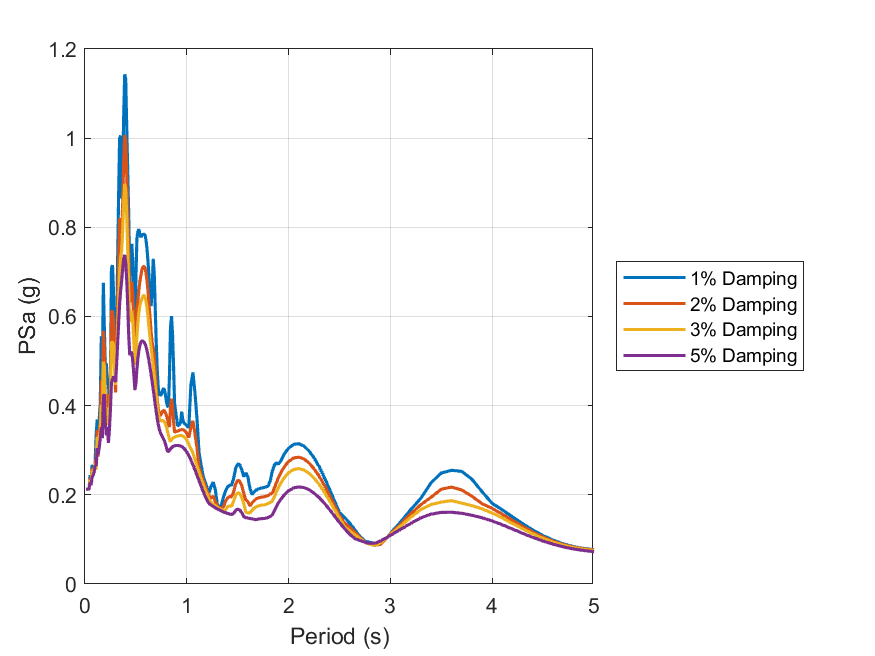 1.2
1
0.8
0.6
0.4
0.2
0
PSa (g)
0 1 2 3 4 5
Period (s)
1% Damping
2% Damping
3% Damping
5% Damping